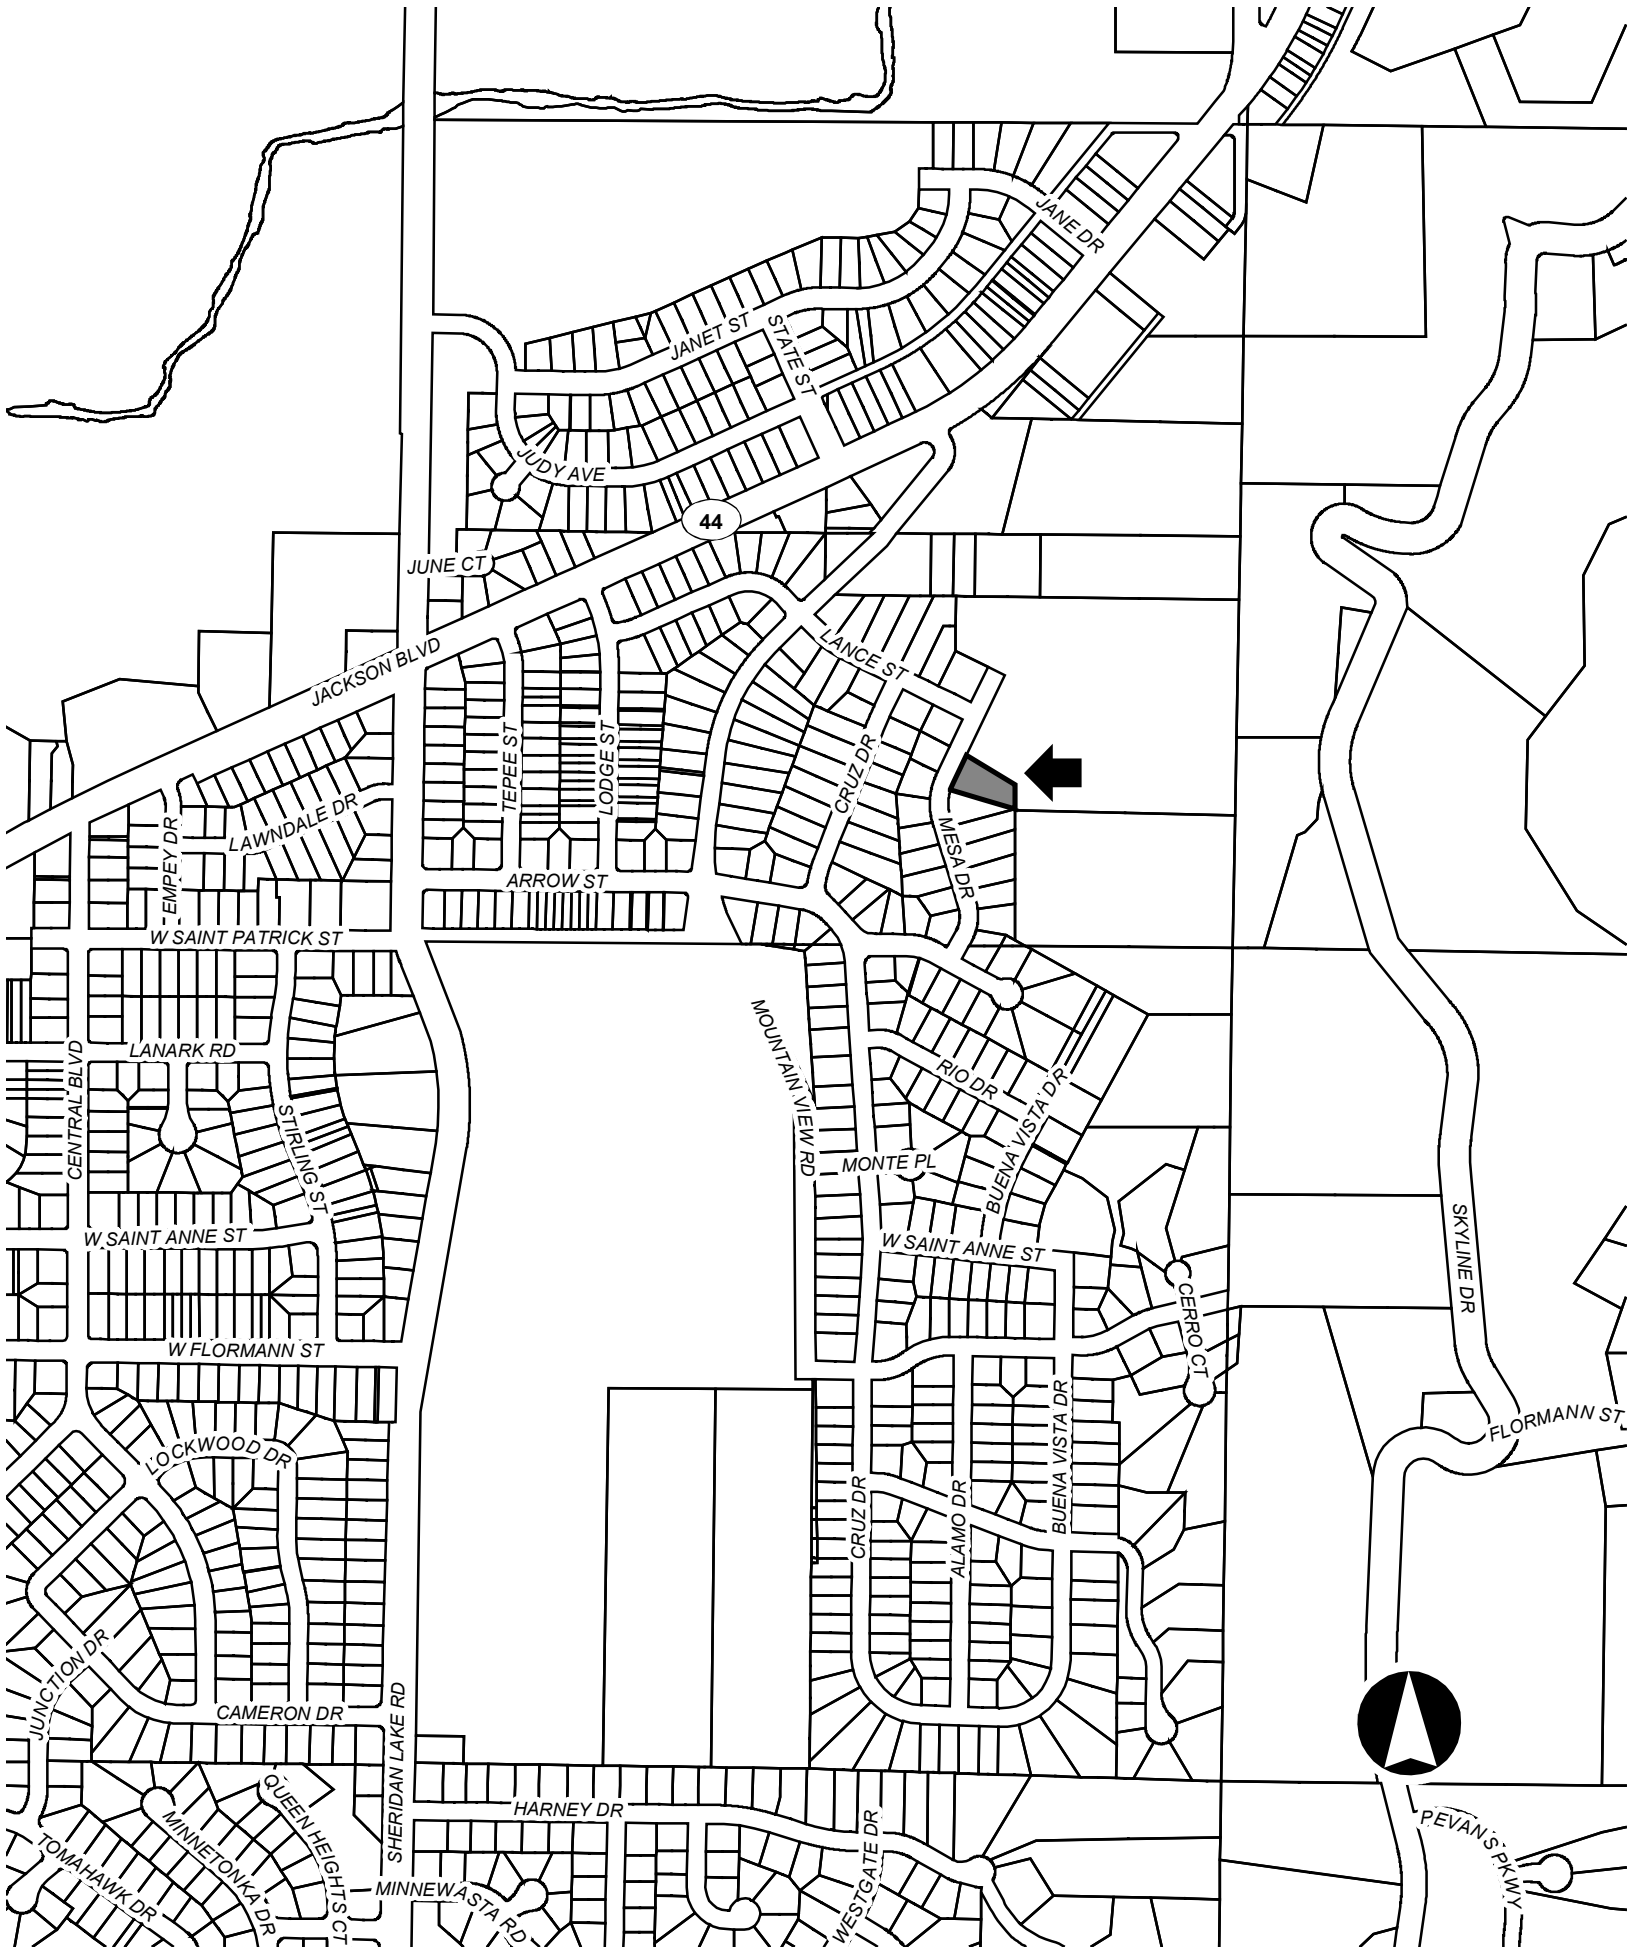 JANE DR
JANET ST
STATE ST
JUDY AVE
44
JUNE CT
LANCE ST
JACKSON BLVD
TEPEE ST
LODGE ST
CRUZ DR
LAWNDALE DR
EMPEY DR
MESA DR
ARROW ST
W SAINT PATRICK ST
MOUNTAIN VIEW RD
LANARK RD
CENTRAL BLVD
RIO DR
BUENA VISTA DR
STIRLING ST
MONTE PL
W SAINT ANNE ST
W SAINT ANNE ST
SKYLINE DR
CERRO CT
W FLORMANN ST
BUENA VISTA DR
FLORMANN ST
LOCKWOOD DR
CRUZ DR
ALAMO DR
JUNCTION DR
SHERIDAN LAKE RD
CAMERON DR
QUEEN HEIGHTS CT
HARNEY DR
MINNETONKA DR
TOMAHAWK DR
WESTGATE DR
PEVANS PKWY
MINNEWASTA RD